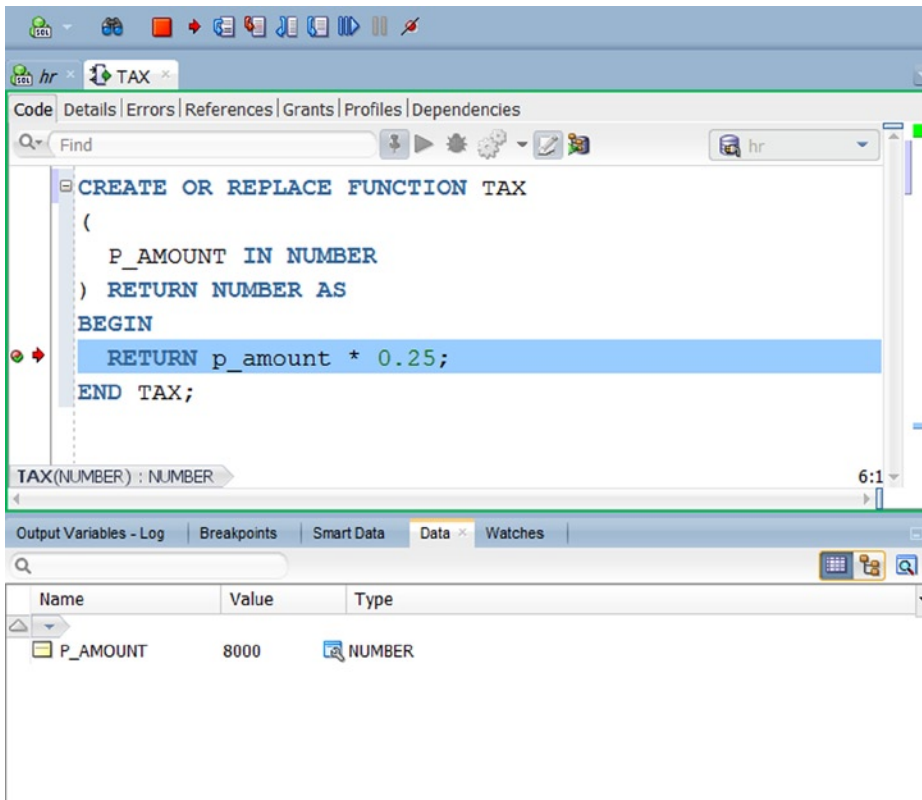 SQL
SQL hr TAX
Code Details Errors References Grants Profiles Dependencies
Find hr
CREATE OR REPLACE FUNCTION TAX
(
P_AMOUNT IN NUMBER
) RETURN NUMBER AS
BEGIN
RETURN p_amount * 0.25;
END TAX;
TAX(NUMBER) : NUMBER 6:1
Output Variables - Log Breakpoints Smart Data Data Watches
Name Value Type
P_AMOUNT 8000 NUMBER